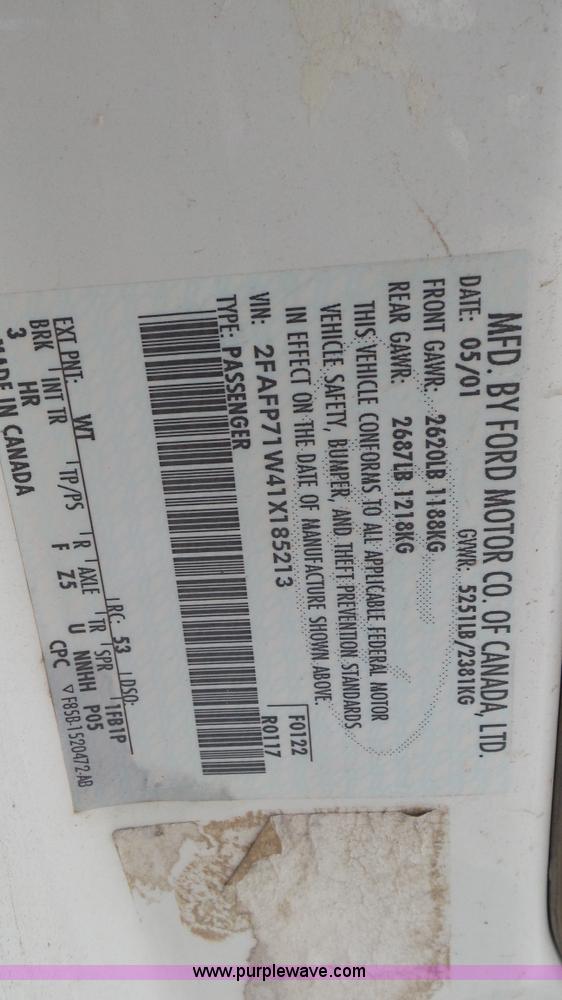 MFD. BY FORD MOTOR CO. OF CANADA, LTD.
DATE: 05/01 GVWR: 5251LB/2381KG
FRONT GAWR: 2620LB 1188KG
REAR GAWR: 2687LB 1218KG
THIS VEHICLE CONFORMS TO ALL APPLICABLE FEDERAL MOTOR
VEHICLE SAFETY, BUMPER, AND THEFT PREVENTION STANDARDS
IN EFFECT ON THE DATE OF MANUFACTURE SHOWN ABOVE.
VIN: 2FAFP71W41X185213 F0122
TYPE: PASSENGER R0117
EXT PNT: WT RC: 53 DSO:
BRK INT TR TP/PS R AXLE TR SPR 1FB1P
3 HR F Z5 U NNHH P05
MADE IN CANADA CPC ▽F85B-1520472-AB
www.purplewave.com